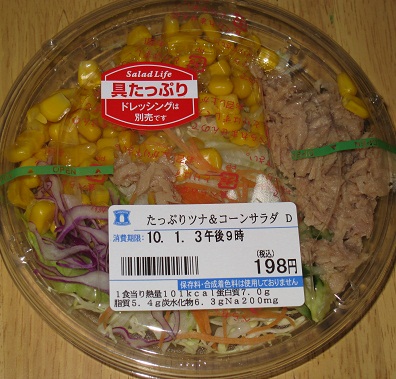 Salad Life
具たっぷり
ドレッシングは
別売です
OPEN
たっぷりツナ&コーンサラダ D
消費期限: 10. 1. 3午後9時
(税込)
198円
保存料・合成着色料は使用しておりません
1食当り熱量101kcal蛋白質7.0g
脂質5.4g炭水化物6.3gNa200mg